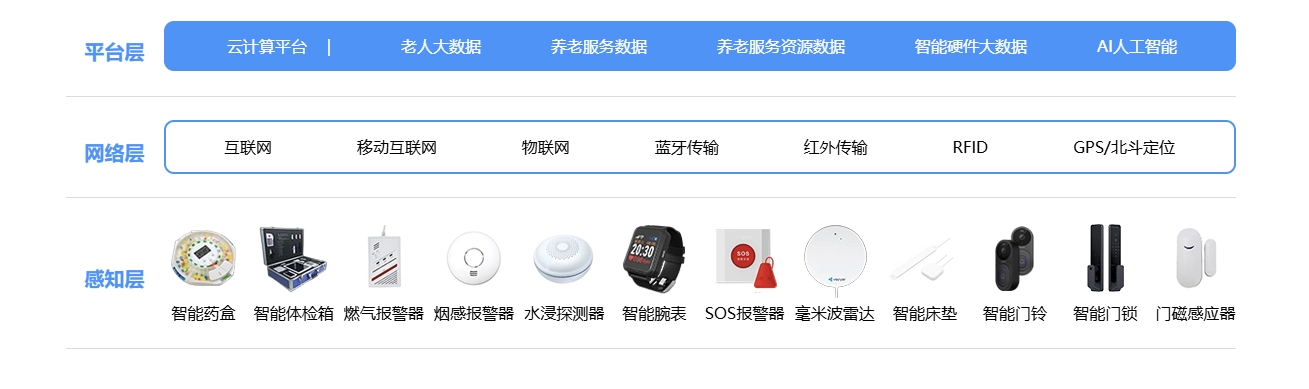 平台层
云计算平台 | 老人大数据 养老服务数据 养老服务资源数据 智能硬件大数据 AI人工智能
网络层
互联网 移动互联网 物联网 蓝牙传输 红外传输 RFID GPS/北斗定位
感知层
20:30
SOS
智能药盒 智能体检箱 燃气报警器 烟感报警器 水浸探测器 智能腕表 SOS报警器 毫米波雷达 智能床垫 智能门铃 智能门锁 门磁感应器